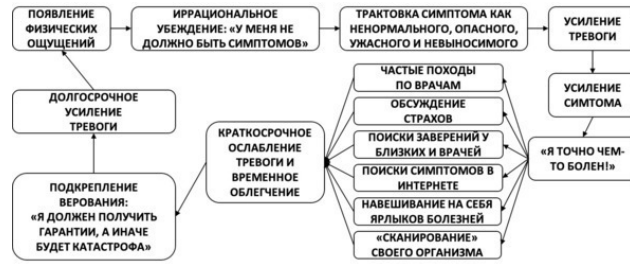 ПОЯВЛЕНИЕ
ФИЗИЧЕСКИХ
ОЩУЩЕНИЙ
ИРРАЦИОНАЛЬНОЕ
УБЕЖДЕНИЕ: «У МЕНЯ НЕ
ДОЛЖНО БЫТЬ СИМПТОМОВ»
ТРАКТОВКА СИМПТОМА КАК
НЕНОРМАЛЬНОГО, ОПАСНОГО,
УЖАСНОГО И НЕВЫНОСИМОГО
УСИЛЕНИЕ
ТРЕВОГИ
УСИЛЕНИЕ
СИМТОМА
«Я ТОЧНО ЧЕМ-
ТО БОЛЕН!»
ЧАСТЫЕ ПОХОДЫ
ПО ВРАЧАМ
ОБСУЖДЕНИЕ
СТРАХОВ
ПОИСКИ ЗАВЕРЕНИЙ У
БЛИЗКИХ И ВРАЧЕЙ
ПОИСКИ СИМПТОМОВ В
ИНТЕРНЕТЕ
НАВЕШИВАНИЕ НА СЕБЯ
ЯРЛЫКОВ БОЛЕЗНЕЙ
«СКАНИРОВАНИЕ»
СВОЕГО ОРГАНИЗМА
КРАТКОСРОЧНОЕ
ОСЛАБЛЕНИЕ
ТРЕВОГИ И
ВРЕМЕННОЕ
ОБЛЕГЧЕНИЕ
ПОДКРЕПЛЕНИЕ
ВЕРОВАНИЯ:
«Я ДОЛЖЕН ПОЛУЧИТЬ
ГАРАНТИИ, А ИНАЧЕ
БУДЕТ КАТАСТРОФА»
ДОЛГОСРОЧНОЕ
УСИЛЕНИЕ
ТРЕВОГИ